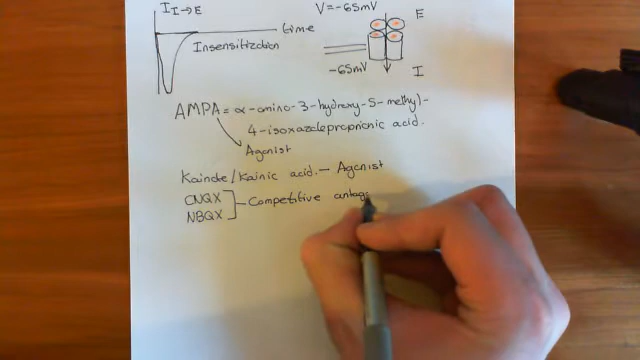 I I→E
time
Insensitization
V=-65mV
E
-65mV
I
AMPA = α-amino-3-hydroxy-5-methyl-
4-isoxazolepropionic acid.
Agonist
Kainate/Kainic acid. - Agonist
CNQX
NBQX
Competitive antag